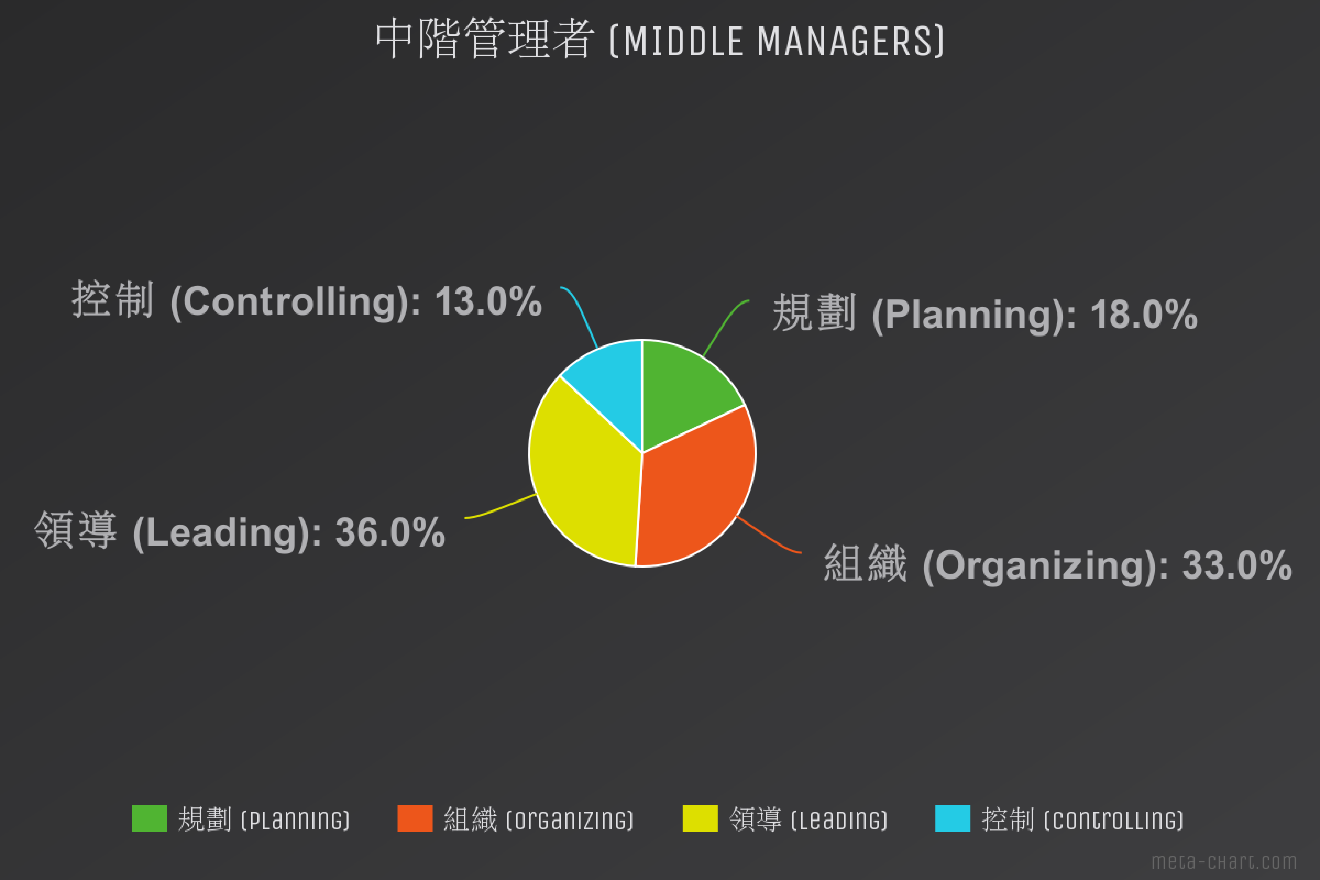 中階管理者 (MIDDLE MANAGERS)
控制 (Controlling): 13.0%
規劃 (Planning): 18.0%
領導 (Leading): 36.0%
組織 (Organizing): 33.0%
規劃 (Planning)
組織 (Organizing)
領導 (Leading)
控制 (Controlling)
meta-chart.com